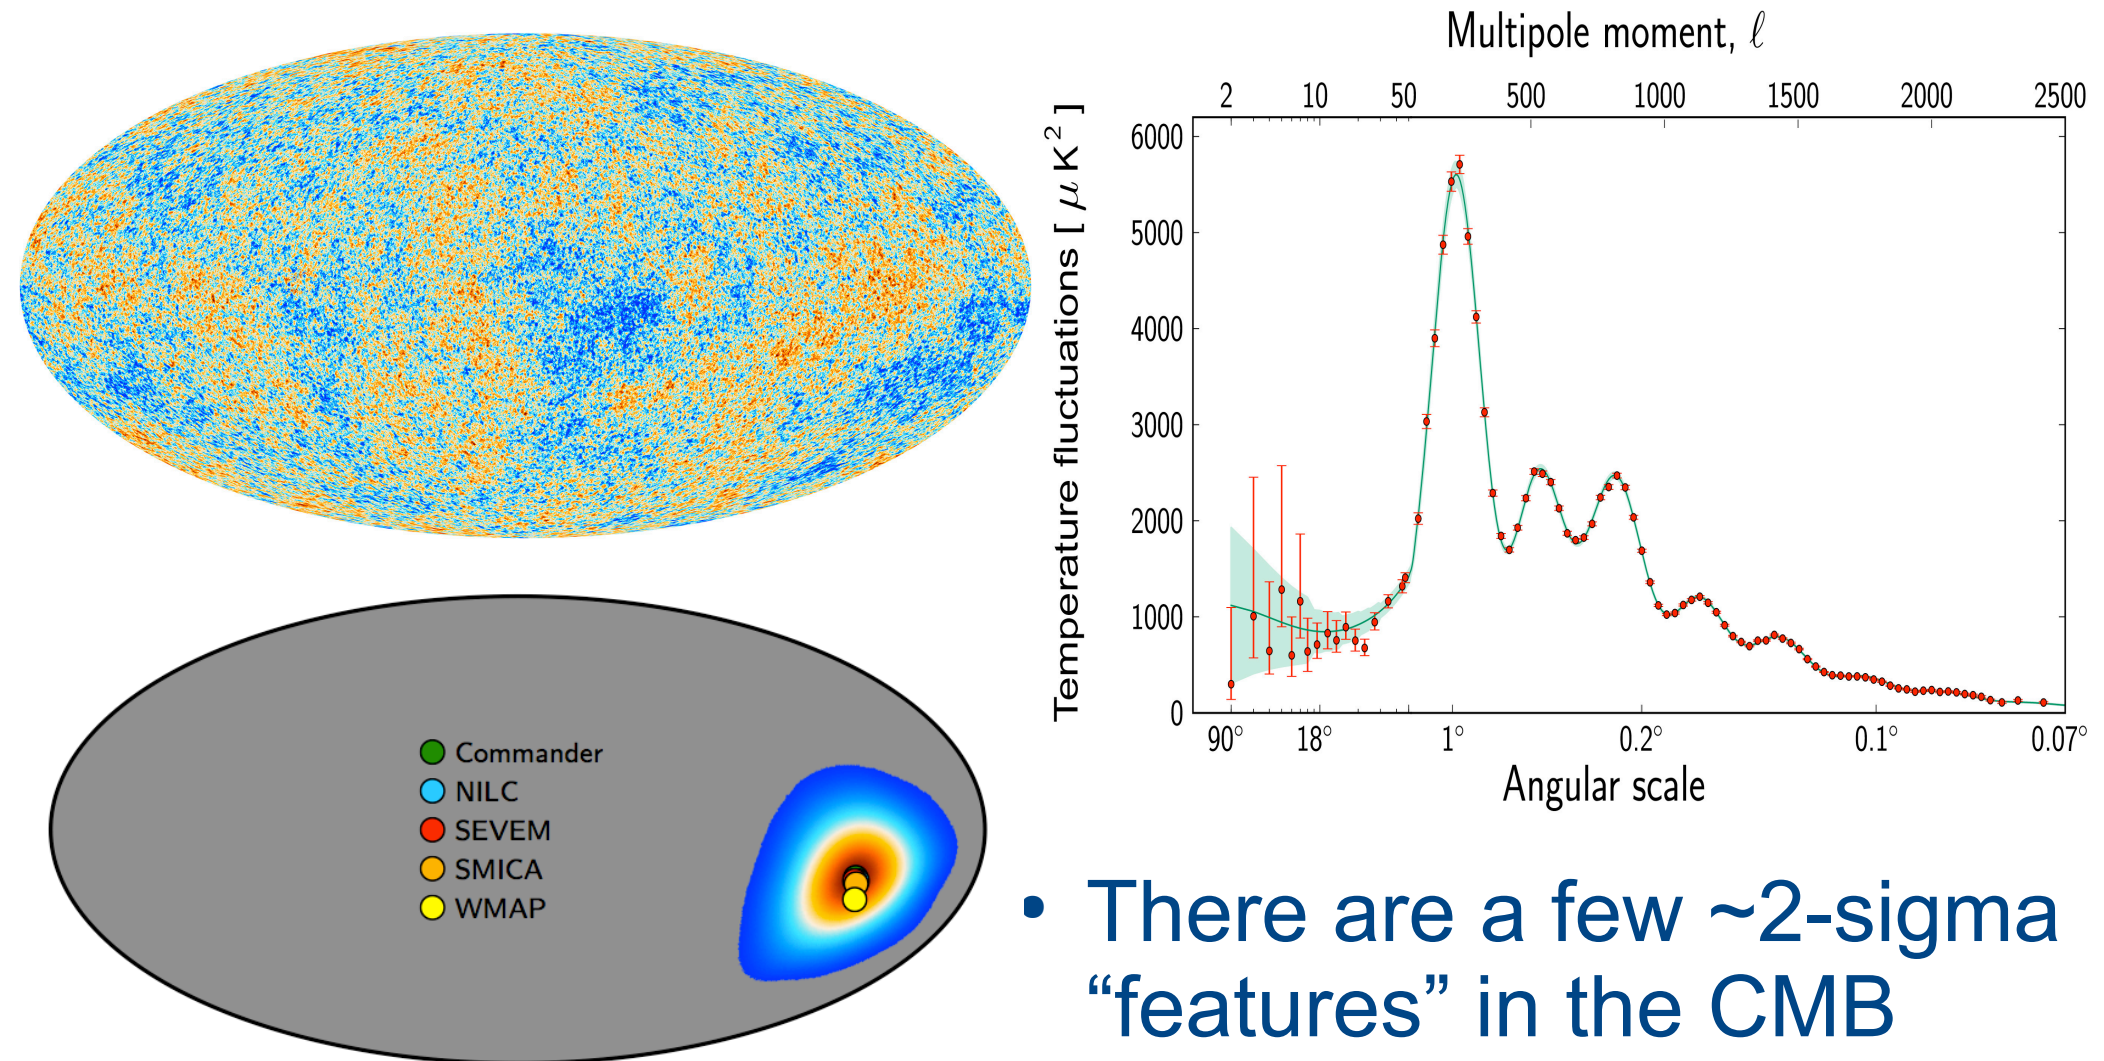 Multipole moment, ℓ
2 10 50 500 1000 1500 2000 2500
Temperature fluctuations [ μ K² ]
6000
5000
4000
3000
2000
1000
0
90° 18° 1° 0.2° 0.1° 0.07°
Angular scale
Commander
NILC
SEVEM
SMICA
WMAP
• There are a few ~2-sigma
“features” in the CMB